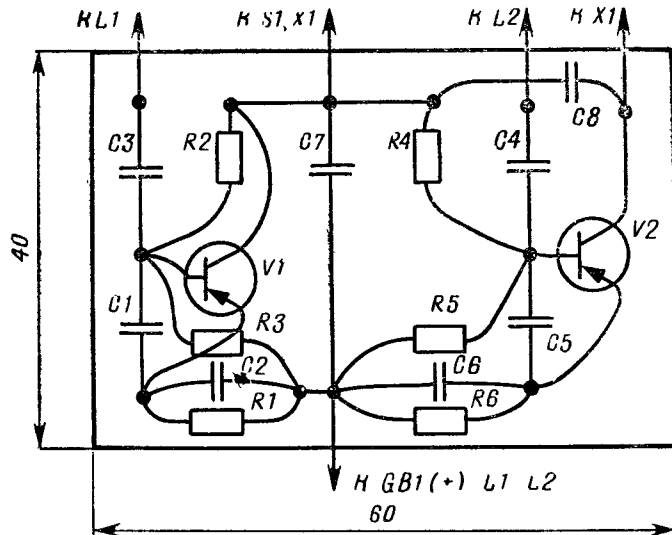 К L1 К S1, X1 К L2 К X1
C8
C3 R2 C7 R4 C4
V2
V1
40
C1 R3 R5 C5
C2 C6
R1 R6
К GB1 (+) L1 L2
60